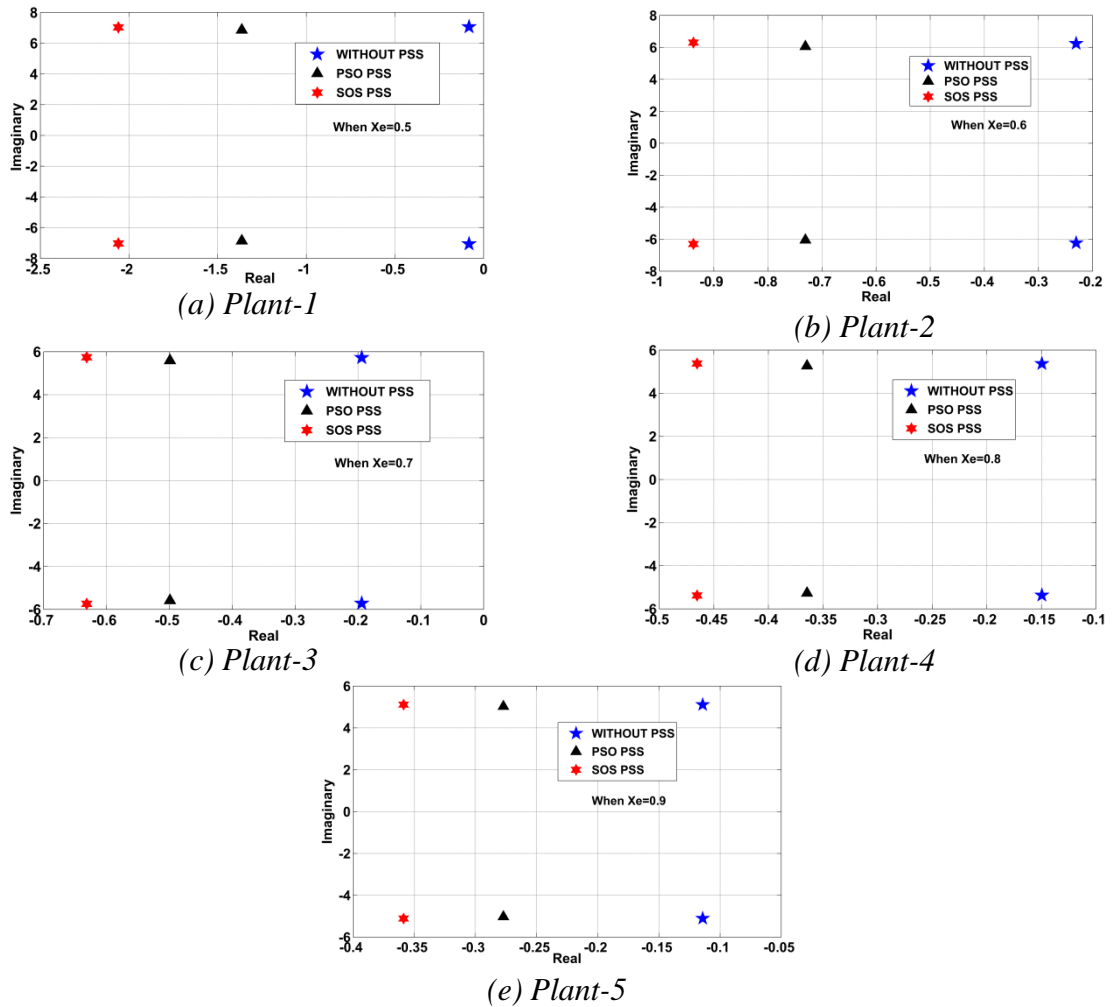 8
6
4
2
0
-2
-4
-6
-8
Imaginary
WITHOUT PSS
PSO PSS
SOS PSS
When Xe=0.5
-2.5 -2 -1.5 -1 -0.5 0
Real
(a) Plant-1
8
6
4
2
0
-2
-4
-6
-8
Imaginary
WITHOUT PSS
PSO PSS
SOS PSS
When Xe=0.6
-1 -0.9 -0.8 -0.7 -0.6 -0.5 -0.4 -0.3 -0.2
Real
(b) Plant-2
6
4
2
0
-2
-4
-6
Imaginary
WITHOUT PSS
PSO PSS
SOS PSS
When Xe=0.7
-0.7 -0.6 -0.5 -0.4 -0.3 -0.2 -0.1 0
Real
(c) Plant-3
6
4
2
0
-2
-4
-6
Imaginary
WITHOUT PSS
PSO PSS
SOS PSS
When Xe=0.8
-0.5 -0.45 -0.4 -0.35 -0.3 -0.25 -0.2 -0.15 -0.1
Real
(d) Plant-4
6
4
2
0
-2
-4
-6
Imaginary
WITHOUT PSS
PSO PSS
SOS PSS
When Xe=0.9
-0.4 -0.35 -0.3 -0.25 -0.2 -0.15 -0.1 -0.05
Real
(e) Plant-5